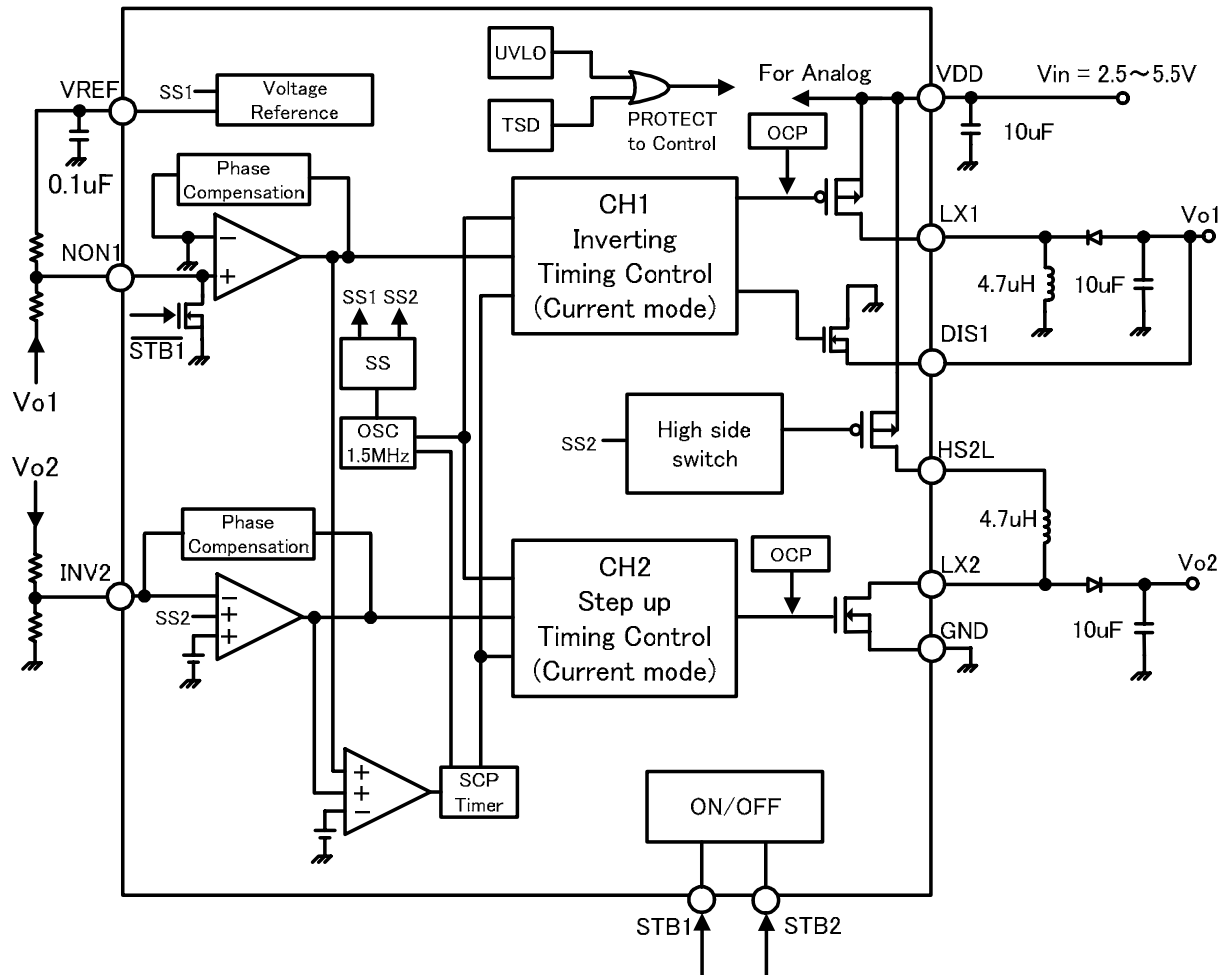 UVLO
TSD
PROTECT
to Control
For Analog
VDD
Vin = 2.5～5.5V
10uF
VREF
SS1
Voltage
Reference
0.1uF
Phase
Compensation
OCP
CH1
Inverting
Timing Control
(Current mode)
LX1
Vo1
4.7uH
10uF
NON1
−
+
STB1
Vo1
SS1 SS2
SS
OSC
1.5MHz
DIS1
SS2
High side
switch
HS2L
4.7uH
Vo2
Phase
Compensation
INV2
−
SS2
+
+
CH2
Step up
Timing Control
(Current mode)
OCP
LX2
Vo2
GND
10uF
+
+
−
SCP
Timer
ON/OFF
STB1
STB2